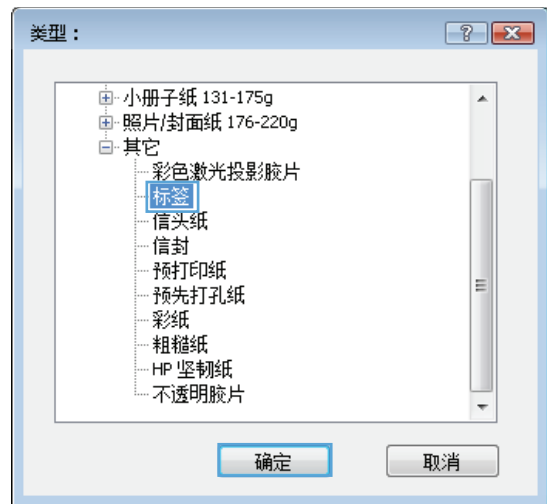 类型：
小册子纸 131-175g
照片/封面纸 176-220g
其它
彩色激光投影胶片
标签
信头纸
信封
预打印纸
预先打孔纸
彩纸
粗糙纸
HP 坚韧纸
不透明胶片
确定
取消